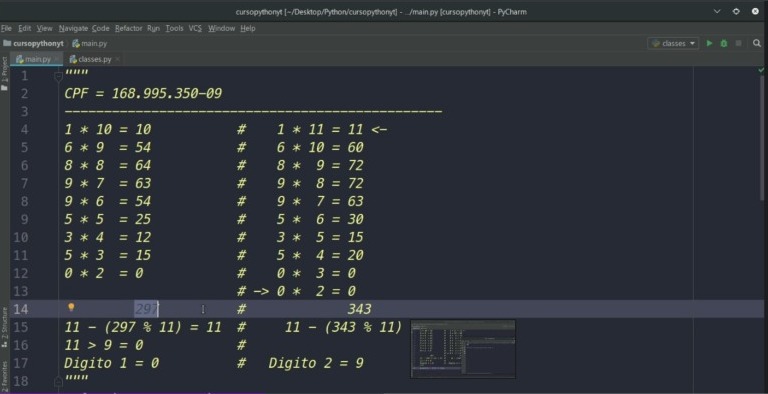 cursopythonyt [~/Desktop/Python/cursopythonyt] - .../main.py [cursopythonyt] - PyCharm
File Edit View Navigate Code Refactor Run Tools VCS Window Help
cursopythonyt main.py classes
main.py classes.py
1: Project
7: Structure
2: Favorites
1 """
2 CPF = 168.995.350-09
3 ------------------------------------------------
4 1 * 10 = 10 # 1 * 11 = 11 <-
5 6 * 9 = 54 # 6 * 10 = 60
6 8 * 8 = 64 # 8 * 9 = 72
7 9 * 7 = 63 # 9 * 8 = 72
8 9 * 6 = 54 # 9 * 7 = 63
9 5 * 5 = 25 # 5 * 6 = 30
10 3 * 4 = 12 # 3 * 5 = 15
11 5 * 3 = 15 # 5 * 4 = 20
12 0 * 2 = 0 # 0 * 3 = 0
13 # -> 0 * 2 = 0
14 297 # 343
15 11 - (297 % 11) = 11 # 11 - (343 % 11)
16 11 > 9 = 0 #
17 Digito 1 = 0 # Digito 2 = 9
18 """